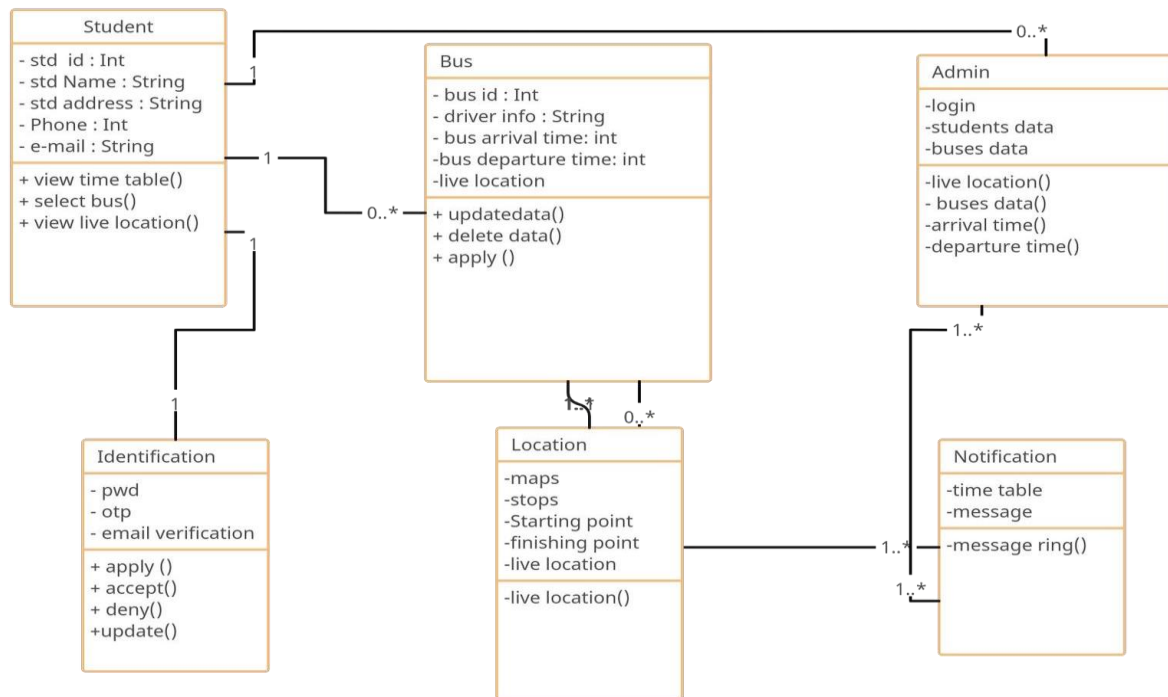 Student
- std  id : Int
- std Name : String
- std address : String
- Phone : Int
- e-mail : String
+ view time table()
+ select bus()
+ view live location()
1
1
1
0..*
0..*
Bus
- bus id : Int
- driver info : String
- bus arrival time: int
-bus departure time: int
-live location
+ updatedata()
+ delete data()
+ apply ()
Admin
-login
-students data
-buses data
-live location()
- buses data()
-arrival time()
-departure time()
1..*
1
Identification
- pwd
- otp
- email verification
+ apply ()
+ accept()
+ deny()
+update()
0..*
Location
-maps
-stops
-Starting point
-finishing point
-live location
-live location()
1..*
1..*
Notification
-time table
-message
-message ring()